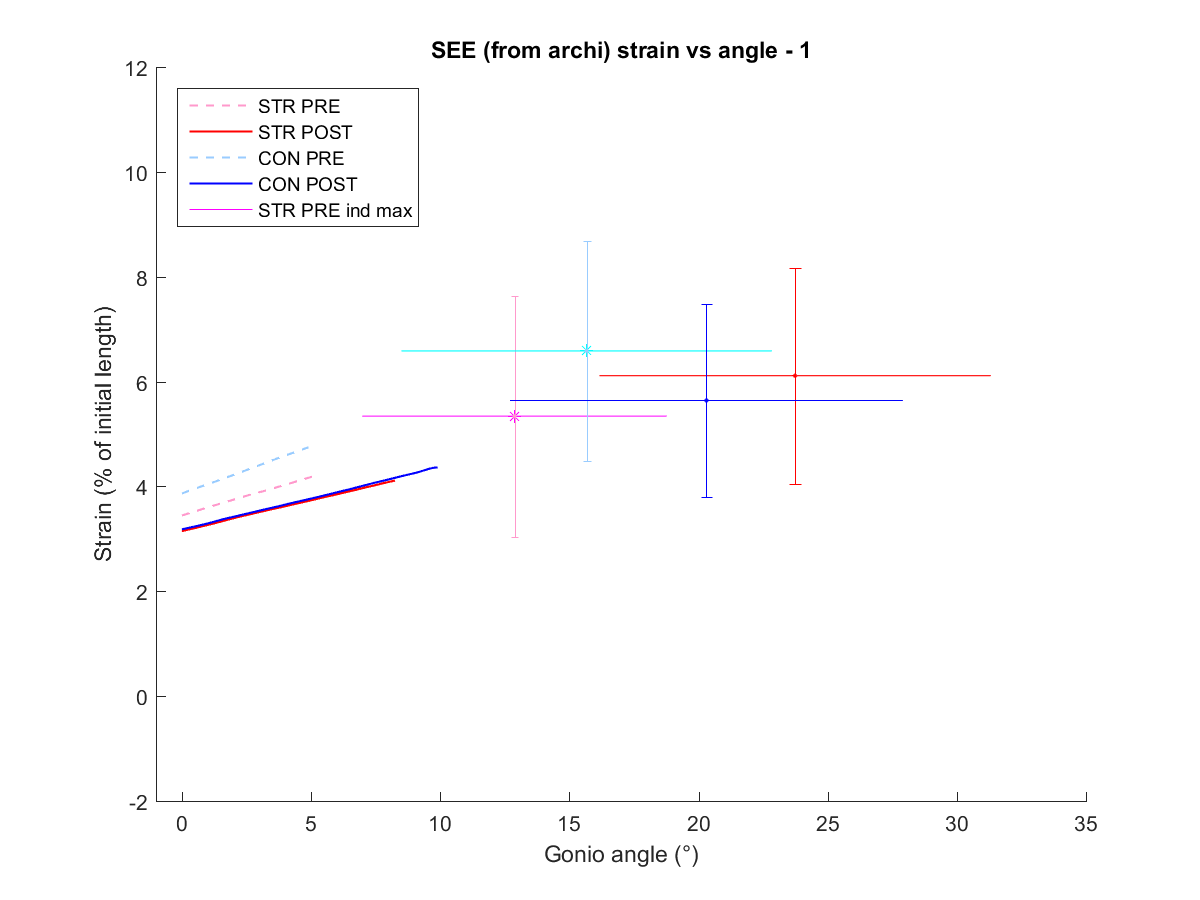 SEE (from archi) strain vs angle - 1
12
10
8
6
4
2
0
-2
STR PRE
STR POST
CON PRE
CON POST
STR PRE ind max
Strain (% of initial length)
0 5 10 15 20 25 30 35
Gonio angle (°)